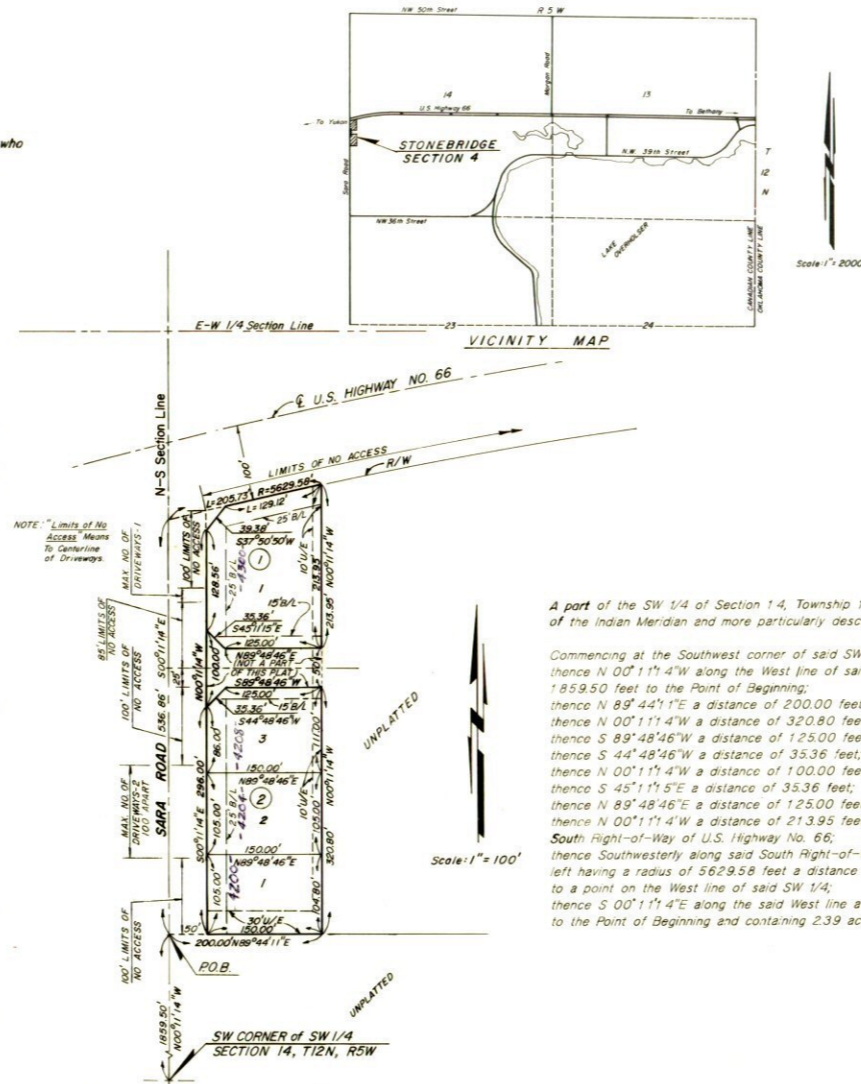 who
NW 50th Street
R 5 W
Morgan Road
14
13
U.S. Highway 66
To Yukon
To Bethany
STONEBRIDGE
SECTION 4
N.W. 39th Street
T
12
N
Sara Road
NW 36th Street
LAKE
OVERHOLSER
CANADIAN COUNTY LINE
OKLAHOMA COUNTY LINE
23
24
VICINITY MAP
Scale: 1" = 2000
E-W 1/4 Section Line
N-S Section Line
℄ U.S. HIGHWAY NO. 66
LIMITS OF NO ACCESS
R/W
100'
L=205.73'
R=5629.58'
L=129.12'
25' B/L
39.38'
S37°50'50"W
NOTE: "Limits of No
Access" Means
To Centerline
of Driveways.
MAX NO. OF
DRIVEWAYS-1
100' LIMITS OF
NO ACCESS
128.56'
25' B/L
-4300-
1
1
10' U/E
213.95'
213.95'
N00°11'14"W
15' B/L
35.36'
S45°11'15"E
125.00'
N89°48'46"E
(NOT A PART
OF THIS PLAT)
50'
S89°48'46"W
125.00'
15' B/L
35.36'
S44°48'46"W
100.00'
N00°11'14"W
85' LIMITS OF
NO ACCESS
25'
100' LIMITS OF
NO ACCESS
SARA ROAD
536.86'
S00°11'14"E
UNPLATTED
86.00'
-4208-
3
111.00'
N00°11'14"W
150.00'
N89°48'46"E
296.00'
S00°11'14"E
105.00'
25' B/L
-4204-
2
2
10' U/E
105.00'
320.80'
MAX NO. OF
DRIVEWAYS-2
100' APART
150.00'
N89°48'46"E
105.00'
4200-
1
104.80'
30' U/E
150.00'
50'
200.00' N89°44'11"E
100' LIMITS OF
NO ACCESS
P.O.B.
UNPLATTED
1859.50'
N00°11'14"W
SW CORNER of SW 1/4
SECTION 14, T12N, R5W
Scale: 1" = 100'
A part of the SW 1/4 of Section 14, Township 1
of the Indian Meridian and more particularly desc
Commencing at the Southwest corner of said SW
thence N 00°11'14"W along the West line of sai
1859.50 feet to the Point of Beginning;
thence N 89°44'11"E a distance of 200.00 feet
thence N 00°11'14"W a distance of 320.80 fee
thence S 89°48'46"W a distance of 125.00 fee
thence S 44°48'46"W a distance of 35.36 feet;
thence N 00°11'14"W a distance of 100.00 fee
thence S 45°11'15"E a distance of 35.36 feet;
thence N 89°48'46"E a distance of 125.00 fee
thence N 00°11'14"W a distance of 213.95 fee
South Right-of-Way of U.S. Highway No. 66;
thence Southwesterly along said South Right-of-
left having a radius of 5629.58 feet a distance
to a point on the West line of said SW 1/4;
thence S 00°11'14"E along the said West line a
to the Point of Beginning and containing 2.39 ac